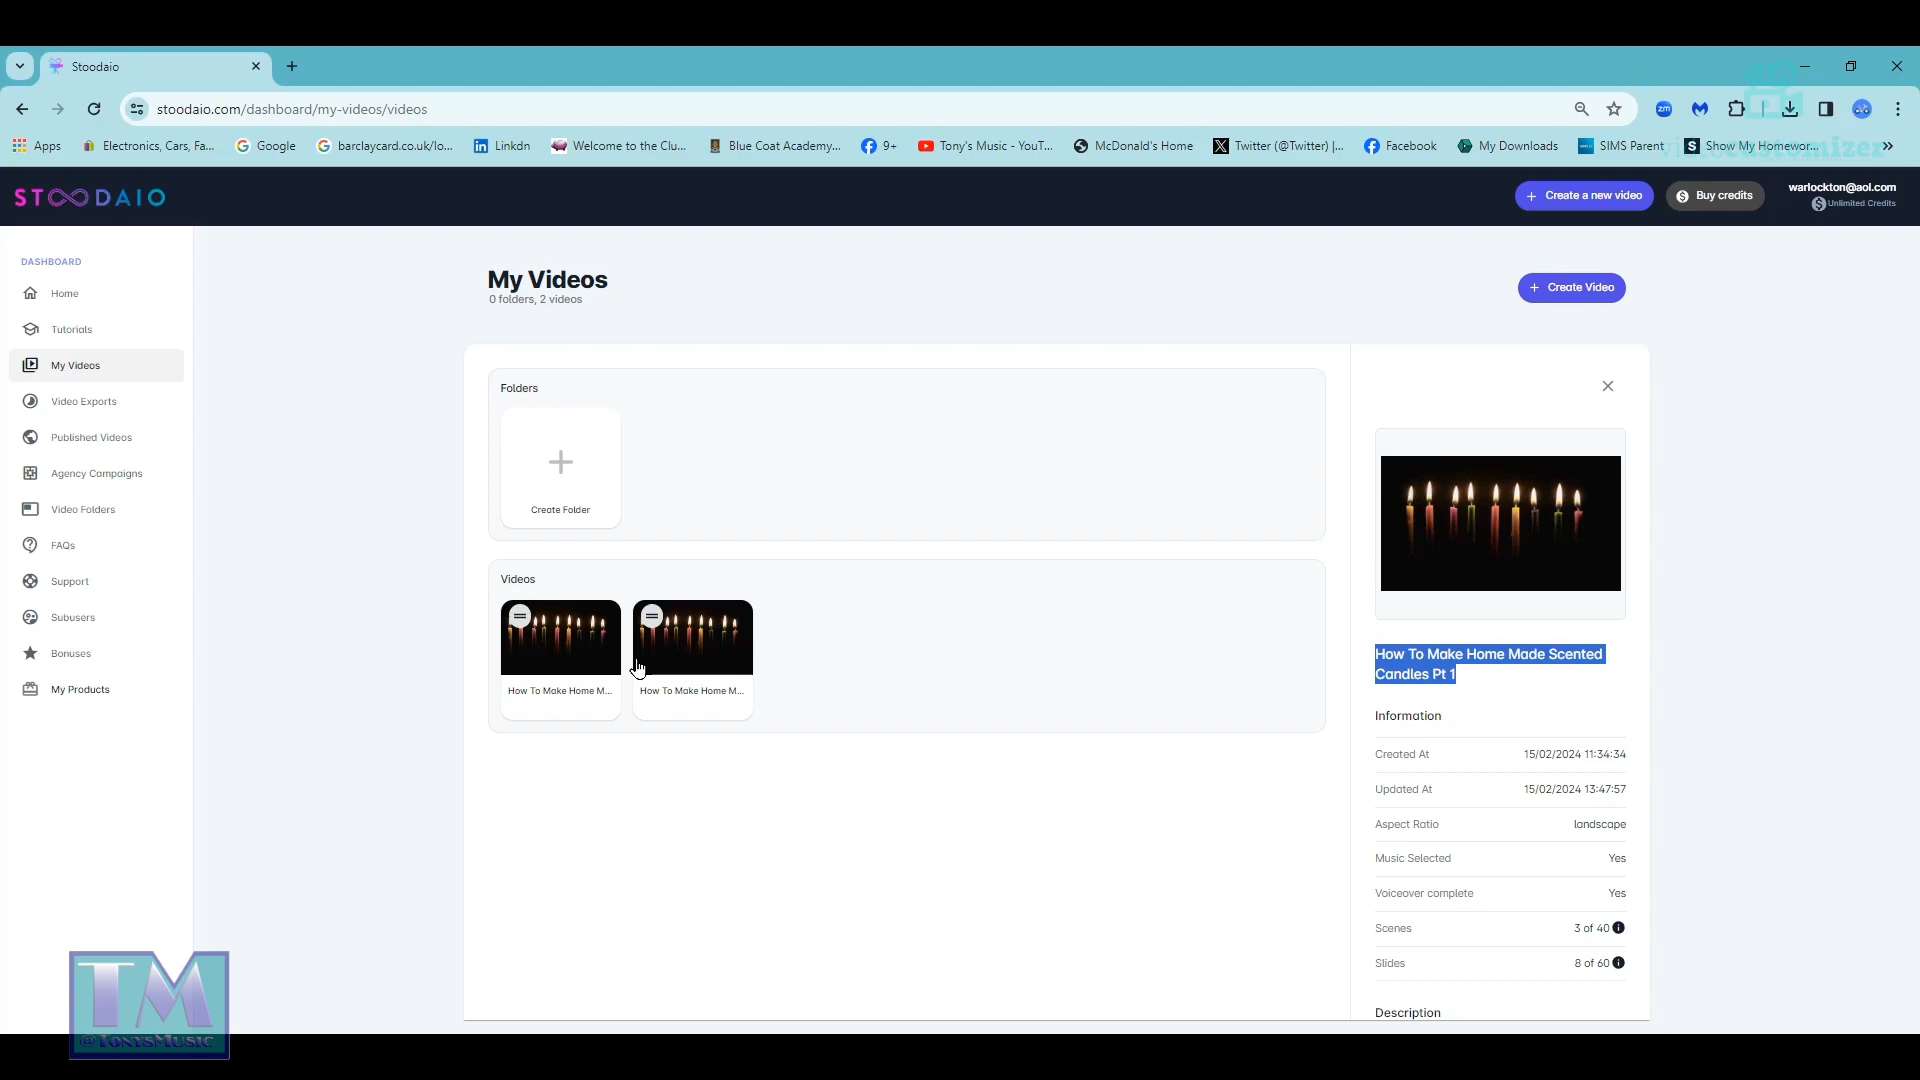 Stoodaio
stoodaio.com/dashboard/my-videos/videos
zm
Apps
Electronics, Cars, Fa...
Google
barclaycard.co.uk/lo...
Linkdn
Welcome to the Clu...
Blue Coat Academy...
9+
Tony's Music - YouT...
McDonald's Home
Twitter (@Twitter) |...
Facebook
My Downloads
SIMS Parent
Show My Homewor...
STOODAIO
Create a new video
Buy credits
warlockton@aol.com
Unlimited Credits
DASHBOARD
Home
Tutorials
My Videos
Video Exports
Published Videos
Agency Campaigns
Video Folders
FAQs
Support
Subusers
Bonuses
My Products
My Videos
0 folders, 2 videos
Create Video
Folders
Create Folder
Videos
How To Make Home M...
How To Make Home M...
How To Make Home Made Scented
Candles Pt 1
Information
Created At 15/02/2024 11:34:34
Updated At 15/02/2024 13:47:57
Aspect Ratio landscape
Music Selected Yes
Voiceover complete Yes
Scenes 3 of 40
Slides 8 of 60
Description
TM
@TonysMusic